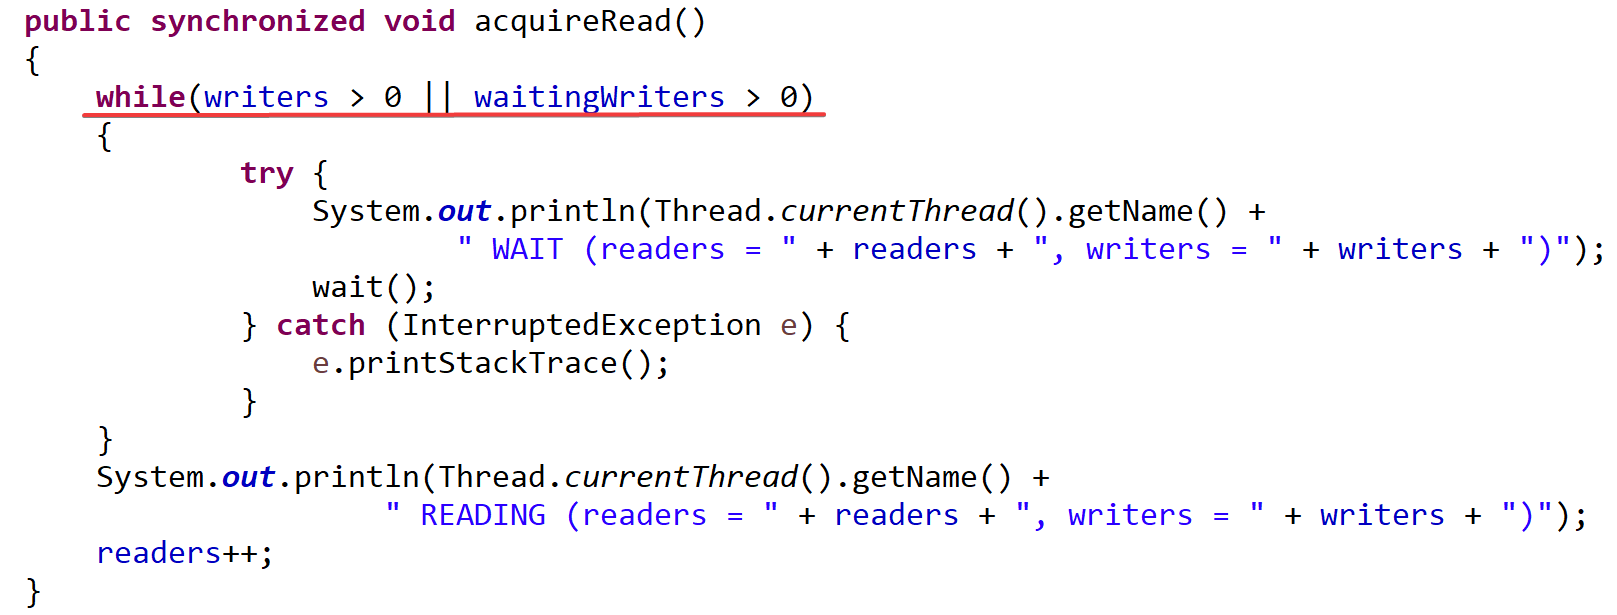 public synchronized void acquireRead()
{
while(writers > 0 || waitingWriters > 0)
{
try {
System.out.println(Thread.currentThread().getName() +
" WAIT (readers = " + readers + ", writers = " + writers + ")");
wait();
} catch (InterruptedException e) {
e.printStackTrace();
}
}
System.out.println(Thread.currentThread().getName() +
" READING (readers = " + readers + ", writers = " + writers + ")");
readers++;
}